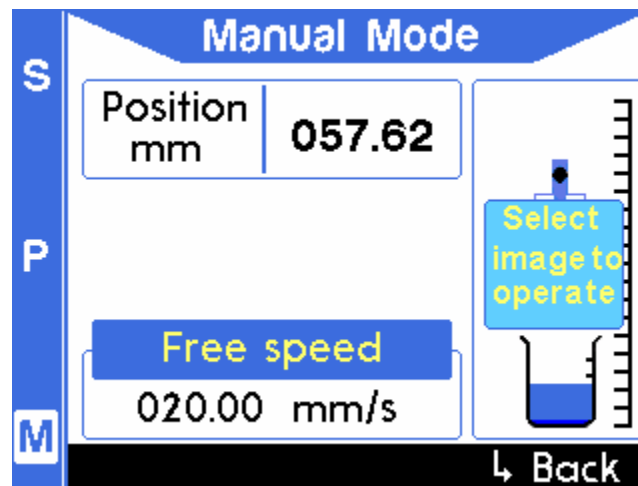 Manual Mode
S
P
M
Position
mm
057.62
Free speed
020.00 mm/s
Select
image to
operate
↳ Back